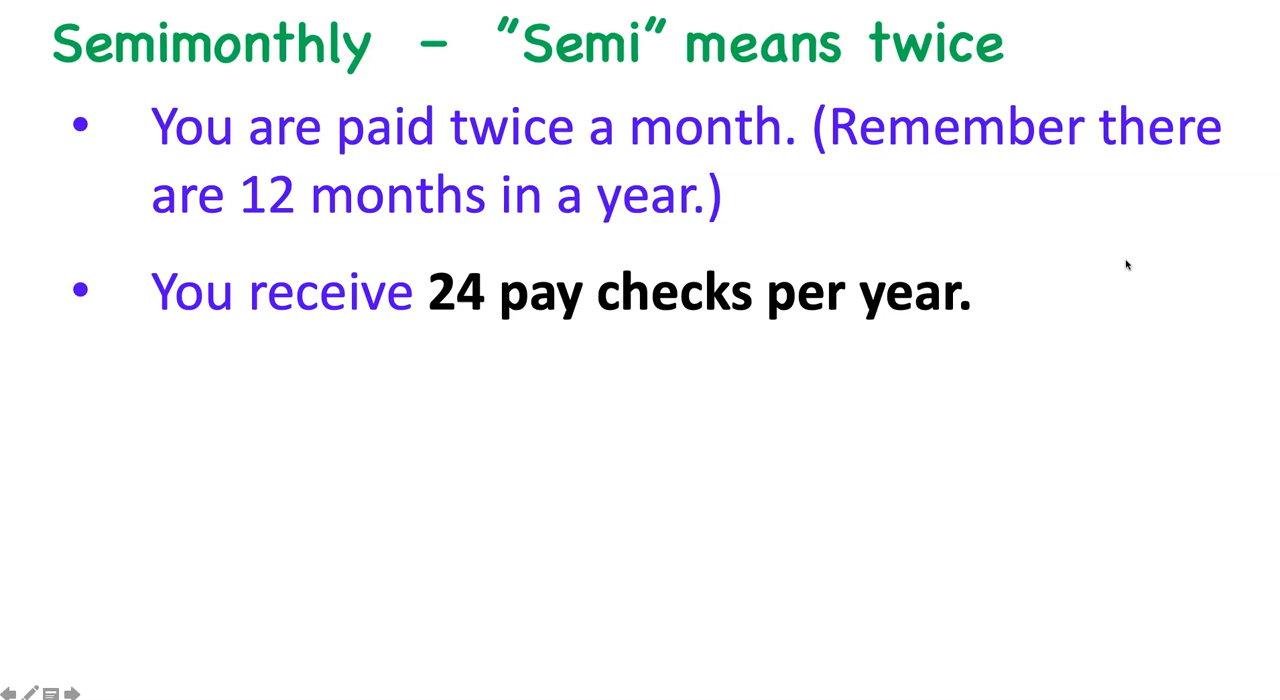 Semimonthly – "Semi" means twice
• You are paid twice a month. (Remember there
are 12 months in a year.)
• You receive 24 pay checks per year.